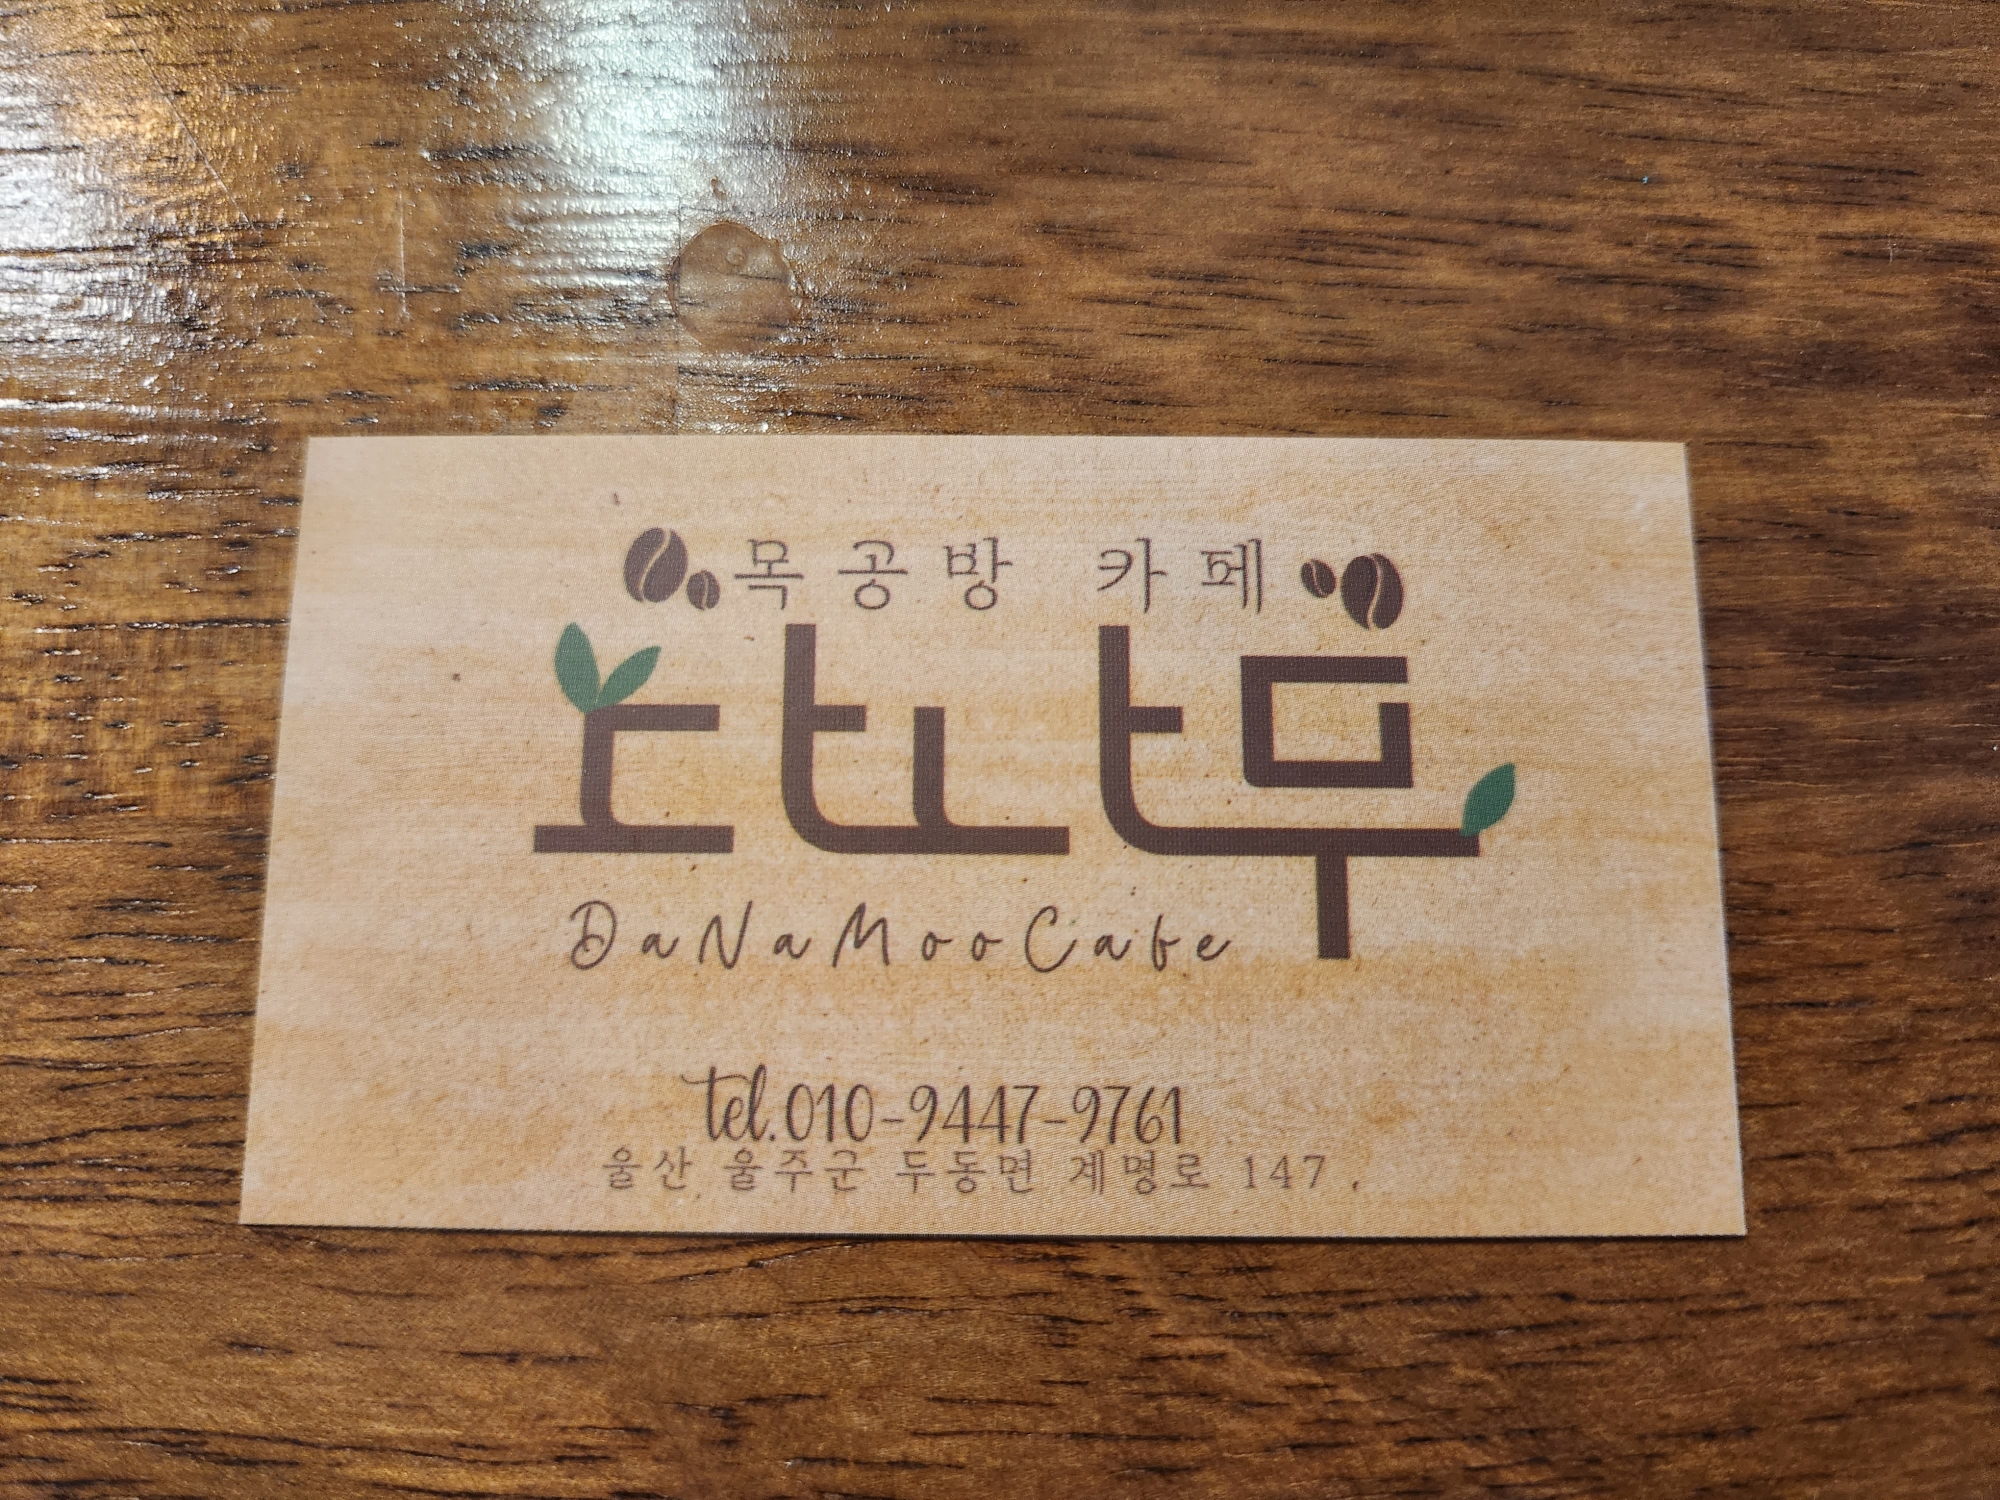 목공방 카페
다나무
DaNaMooCafe
tel.010-9447-9761
울산 울주군 두동면 계명로 147.